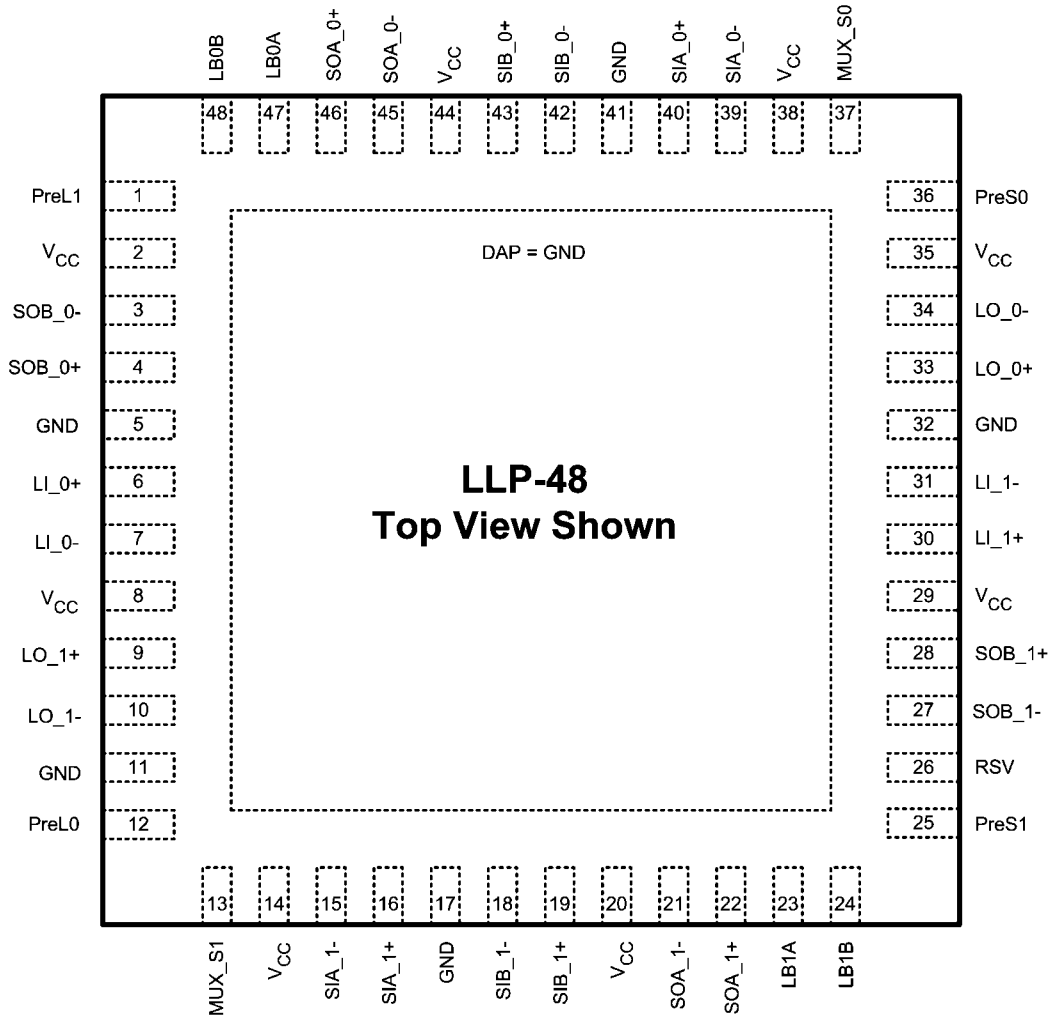 LB0B
LB0A
SOA_0+
SOA_0-
VCC
SIB_0+
SIB_0-
GND
SIA_0+
SIA_0-
VCC
MUX_S0
48 47 46 45 44 43 42 41 40 39 38 37
PreL1 1
VCC 2
SOB_0- 3
SOB_0+ 4
GND 5
LI_0+ 6
LI_0- 7
VCC 8
LO_1+ 9
LO_1- 10
GND 11
PreL0 12
DAP = GND
LLP-48
Top View Shown
36 PreS0
35 VCC
34 LO_0-
33 LO_0+
32 GND
31 LI_1-
30 LI_1+
29 VCC
28 SOB_1+
27 SOB_1-
26 RSV
25 PreS1
13 14 15 16 17 18 19 20 21 22 23 24
MUX_S1
VCC
SIA_1-
SIA_1+
GND
SIB_1-
SIB_1+
VCC
SOA_1-
SOA_1+
LB1A
LB1B